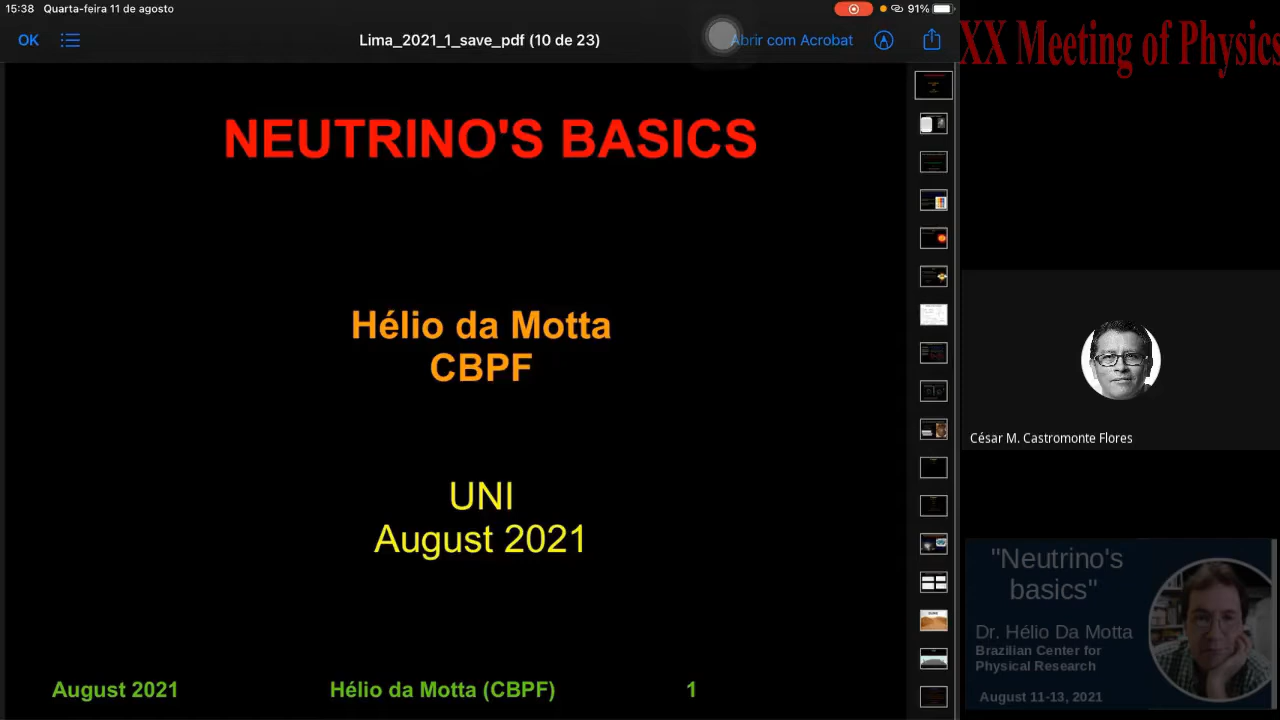 15:38 Quarta-feira 11 de agosto
91%
OK
Lima_2021_1_save_pdf (10 de 23)
Abrir com Acrobat
XX Meeting of Physics
NEUTRINO'S BASICS
Hélio da Motta
CBPF
UNI
August 2021
August 2021
Hélio da Motta (CBPF)
1
César M. Castromonte Flores
"Neutrino's
basics"
Dr. Hélio Da Motta
Brazilian Center for
Physical Research
August 11-13, 2021